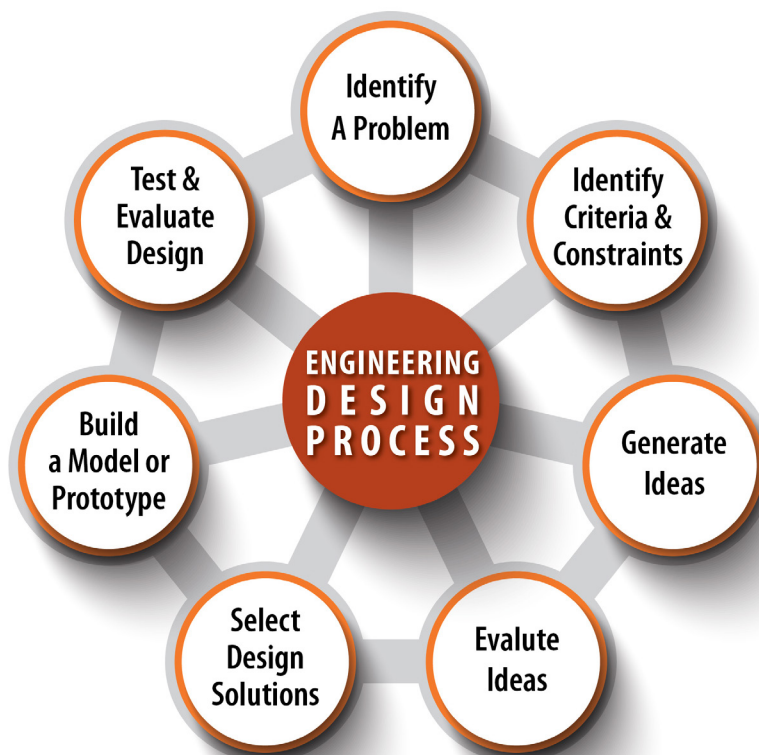 Identify
A Problem
Identify
Criteria &
Constraints
Generate
Ideas
Evalute
Ideas
Select
Design
Solutions
Build
a Model or
Prototype
Test &
Evaluate
Design
ENGINEERING
DESIGN
PROCESS